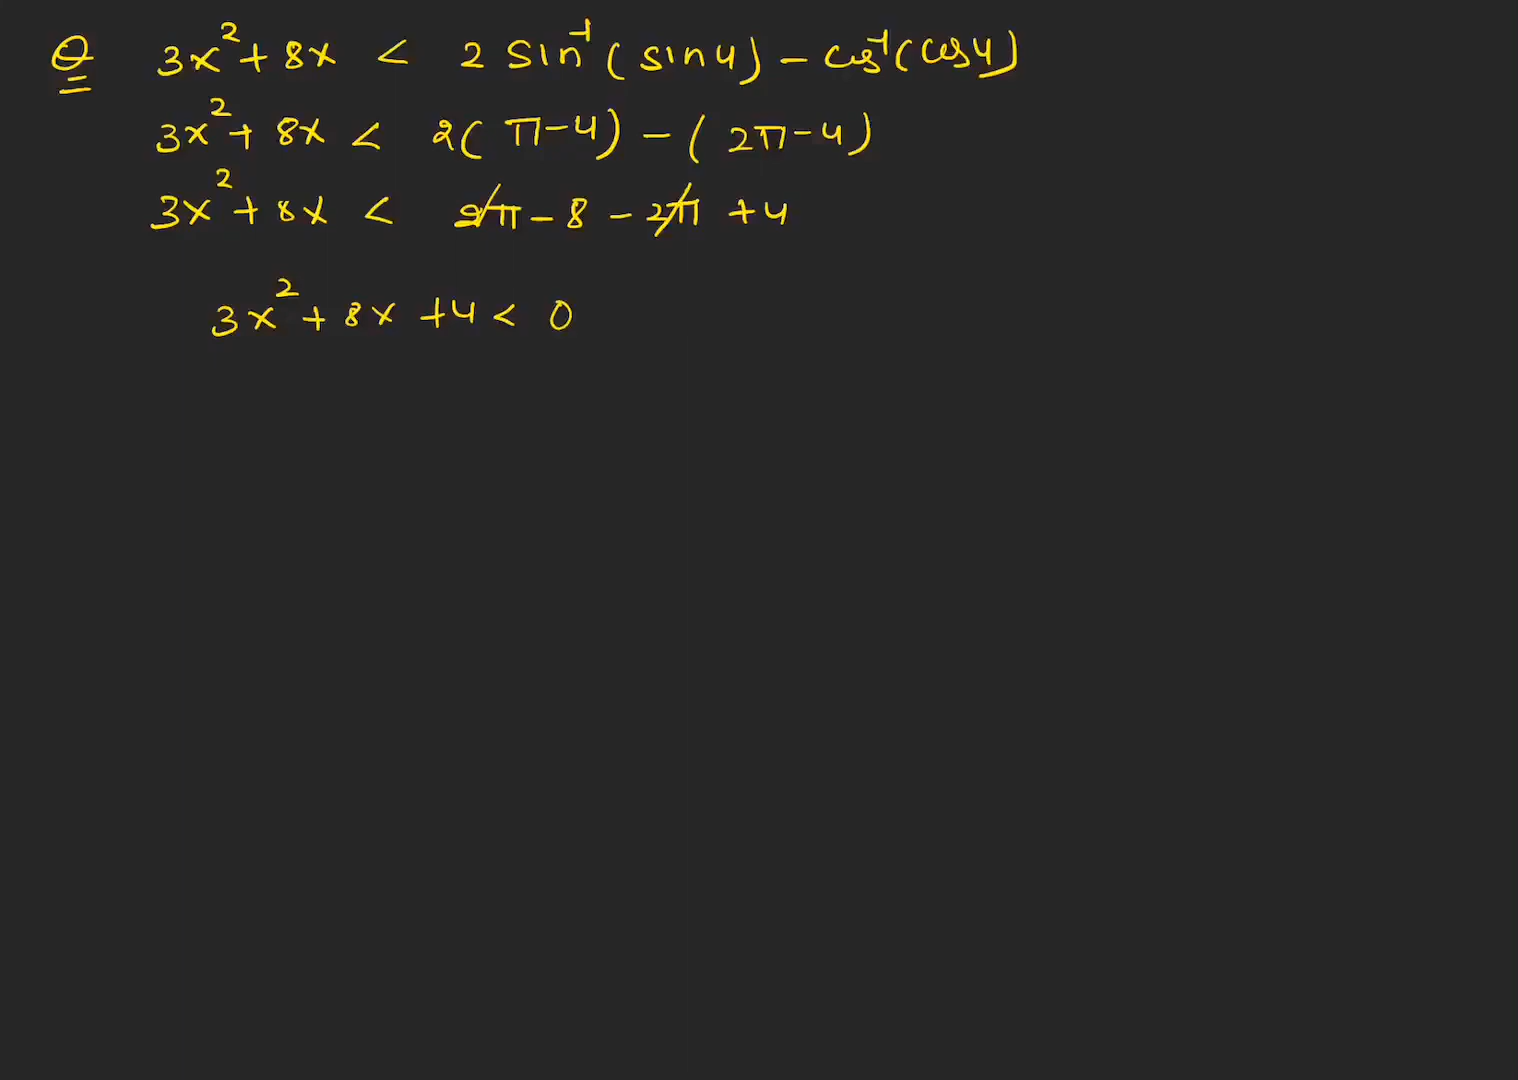 Q 3x² + 8x < 2 sin⁻¹(sin4) - cos⁻¹(cos4)
3x² + 8x < 2(π-4) - (2π-4)
3x² + 8x < 2π - 8 - 2π + 4
3x² + 8x + 4 < 0